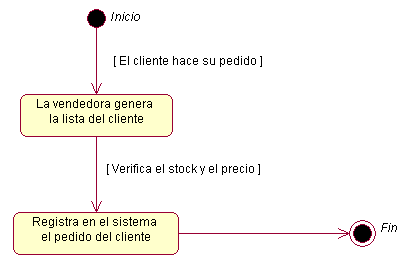 Inicio
[ El cliente hace su pedido ]
La vendedora genera
la lista del cliente
[ Verifica el stock y el precio ]
Registra en el sistema
el pedido del cliente
Fin